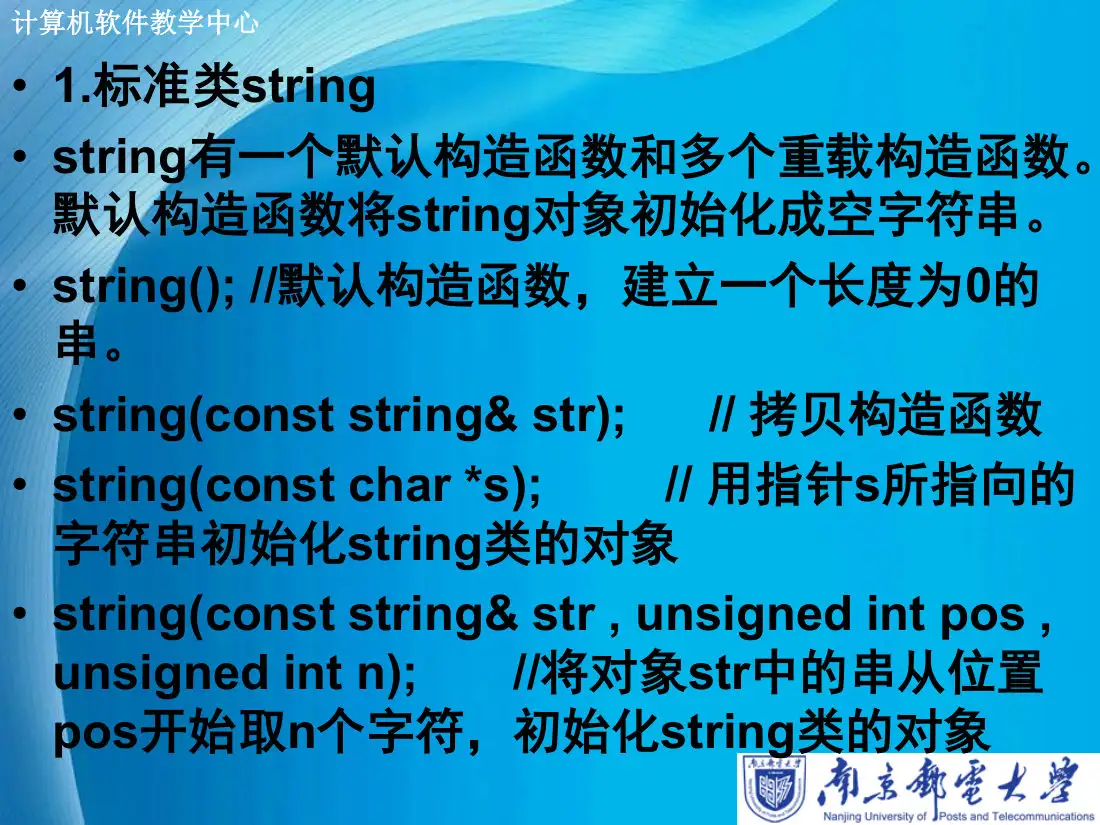 计算机软件教学中心
• 1.标准类string
• string有一个默认构造函数和多个重载构造函数。
默认构造函数将string对象初始化成空字符串。
• string(); //默认构造函数，建立一个长度为0的
串。
• string(const string& str); // 拷贝构造函数
• string(const char *s); // 用指针s所指向的
字符串初始化string类的对象
• string(const string& str , unsigned int pos ,
unsigned int n); //将对象str中的串从位置
pos开始取n个字符，初始化string类的对象
南京郵電大學
Nanjing University of Posts and Telecommunications